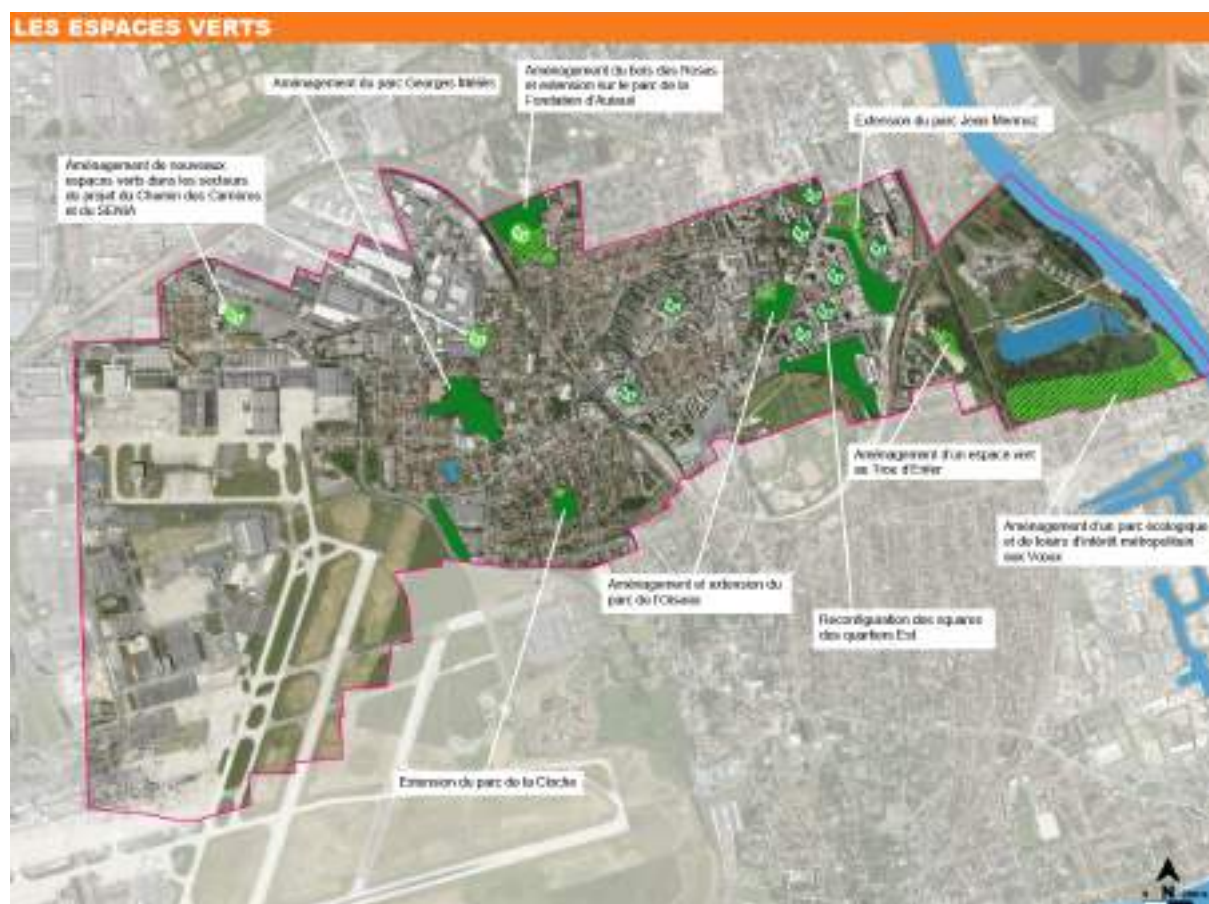 LES ESPACES VERTS
Aménagement du parc Georges Méliès
Aménagement du bois des Roses
et extension sur le parc de la
Fondation d'Auteuil
Extension du parc Jean Mermoz
Aménagement de nouveaux
espaces verts dans les secteurs
de projet du Chemin des Carrières
et du SENIA
Aménagement d'un espace vert
au Trou d'Enfer
Aménagement d'un parc écologique
et de loisirs d'intérêt métropolitain
aux Vœux
Aménagement et extension du
parc de l'Oiseau
Reconfiguration des squares
des quartiers Est
Extension du parc de la Cloche
N